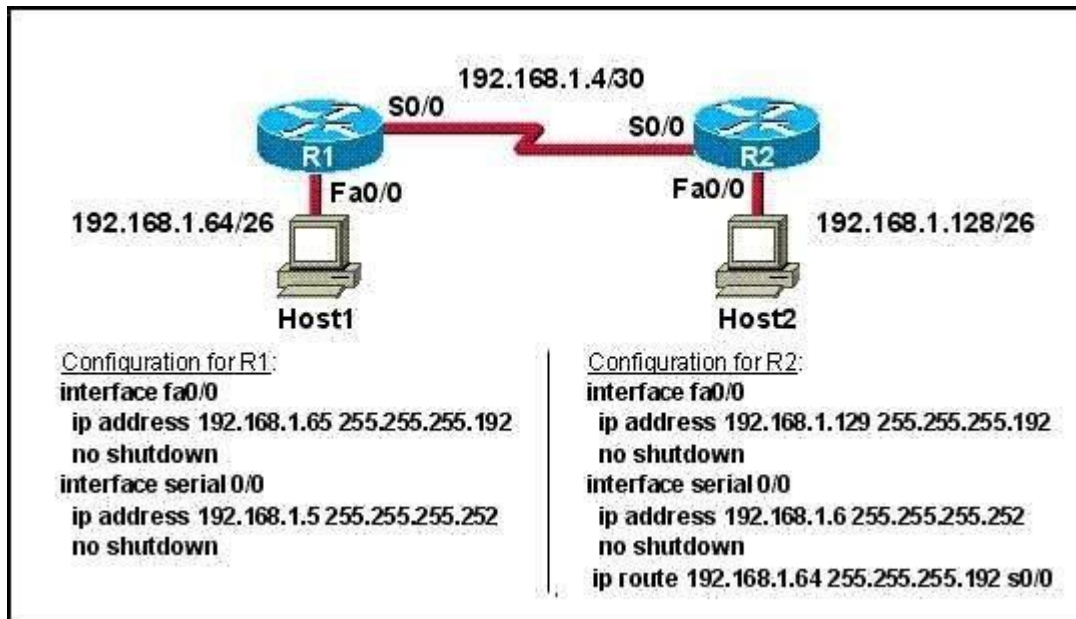 192.168.1.4/30
S0/0
S0/0
R1
R2
Fa0/0
Fa0/0
192.168.1.64/26
192.168.1.128/26
Host1
Host2
Configuration for R1:
interface fa0/0
ip address 192.168.1.65 255.255.255.192
no shutdown
interface serial 0/0
ip address 192.168.1.5 255.255.255.252
no shutdown
Configuration for R2:
interface fa0/0
ip address 192.168.1.129 255.255.255.192
no shutdown
interface serial 0/0
ip address 192.168.1.6 255.255.255.252
no shutdown
ip route 192.168.1.64 255.255.255.192 s0/0